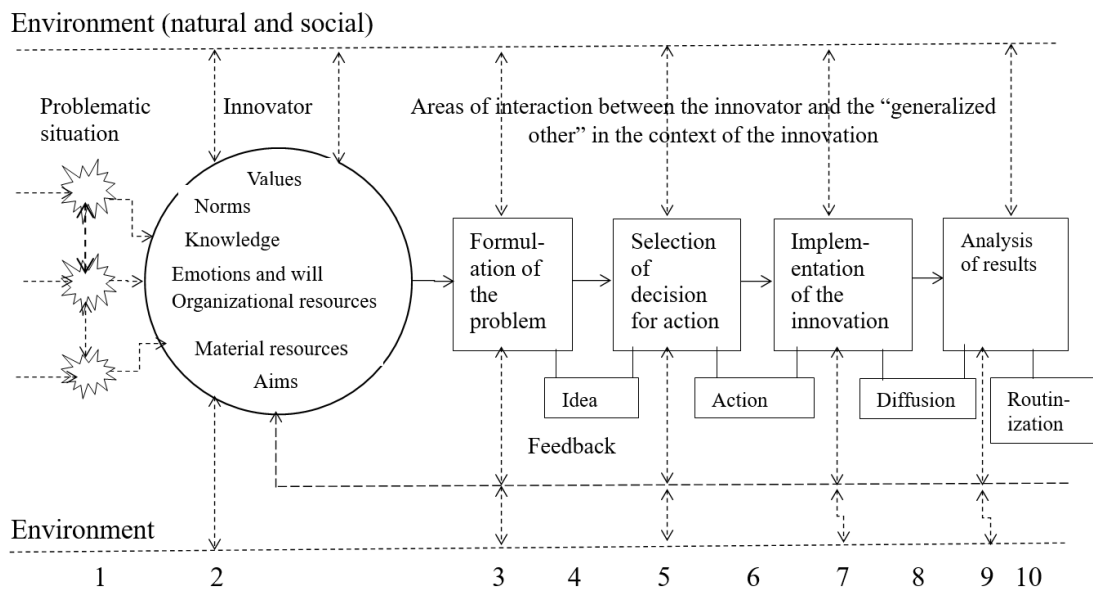 Environment (natural and social)
Problematic
situation
Innovator
Areas of interaction between the innovator and the “generalized
other” in the context of the innovation
Values
Norms
Knowledge
Emotions and will
Organizational resources
Material resources
Aims
Formul-
ation of
the
problem
Selection
of
decision
for action
Implem-
entation
of the
innovation
Analysis
of results
Idea
Action
Diffusion
Routin-
ization
Feedback
Environment
1 2 3 4 5 6 7 8 9 10